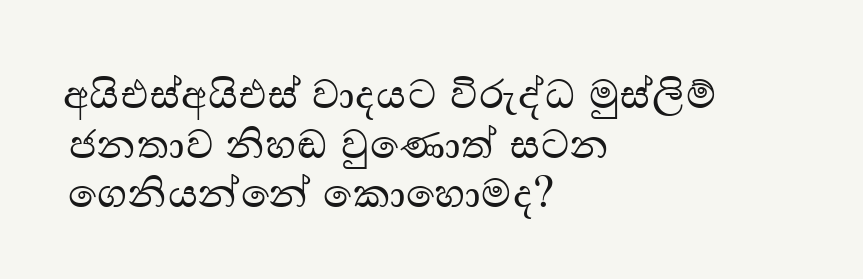 අයිඑස්අයිඑස් වාදයට විරුද්ධ මුස්ලිම්
ජනතාව නිහඬ වුණොත් සටන
ගෙනියන්නේ කොහොමද?